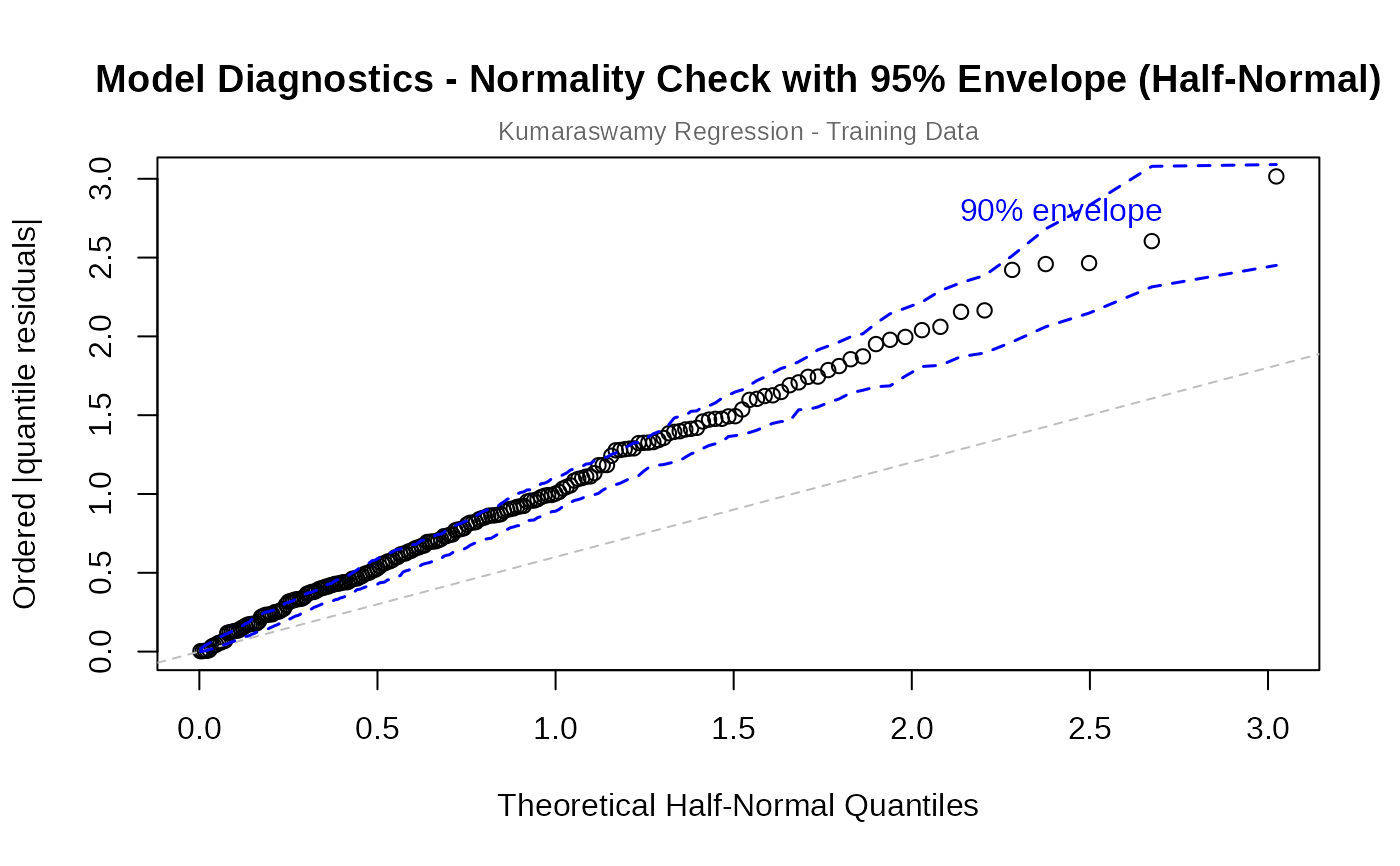 Model Diagnostics - Normality Check with 95% Envelope (Half-Normal)
Kumaraswamy Regression - Training Data
Ordered |quantile residuals|
3.0
2.5
2.0
1.5
1.0
0.5
0.0
90% envelope
0.0 0.5 1.0 1.5 2.0 2.5 3.0
Theoretical Half-Normal Quantiles